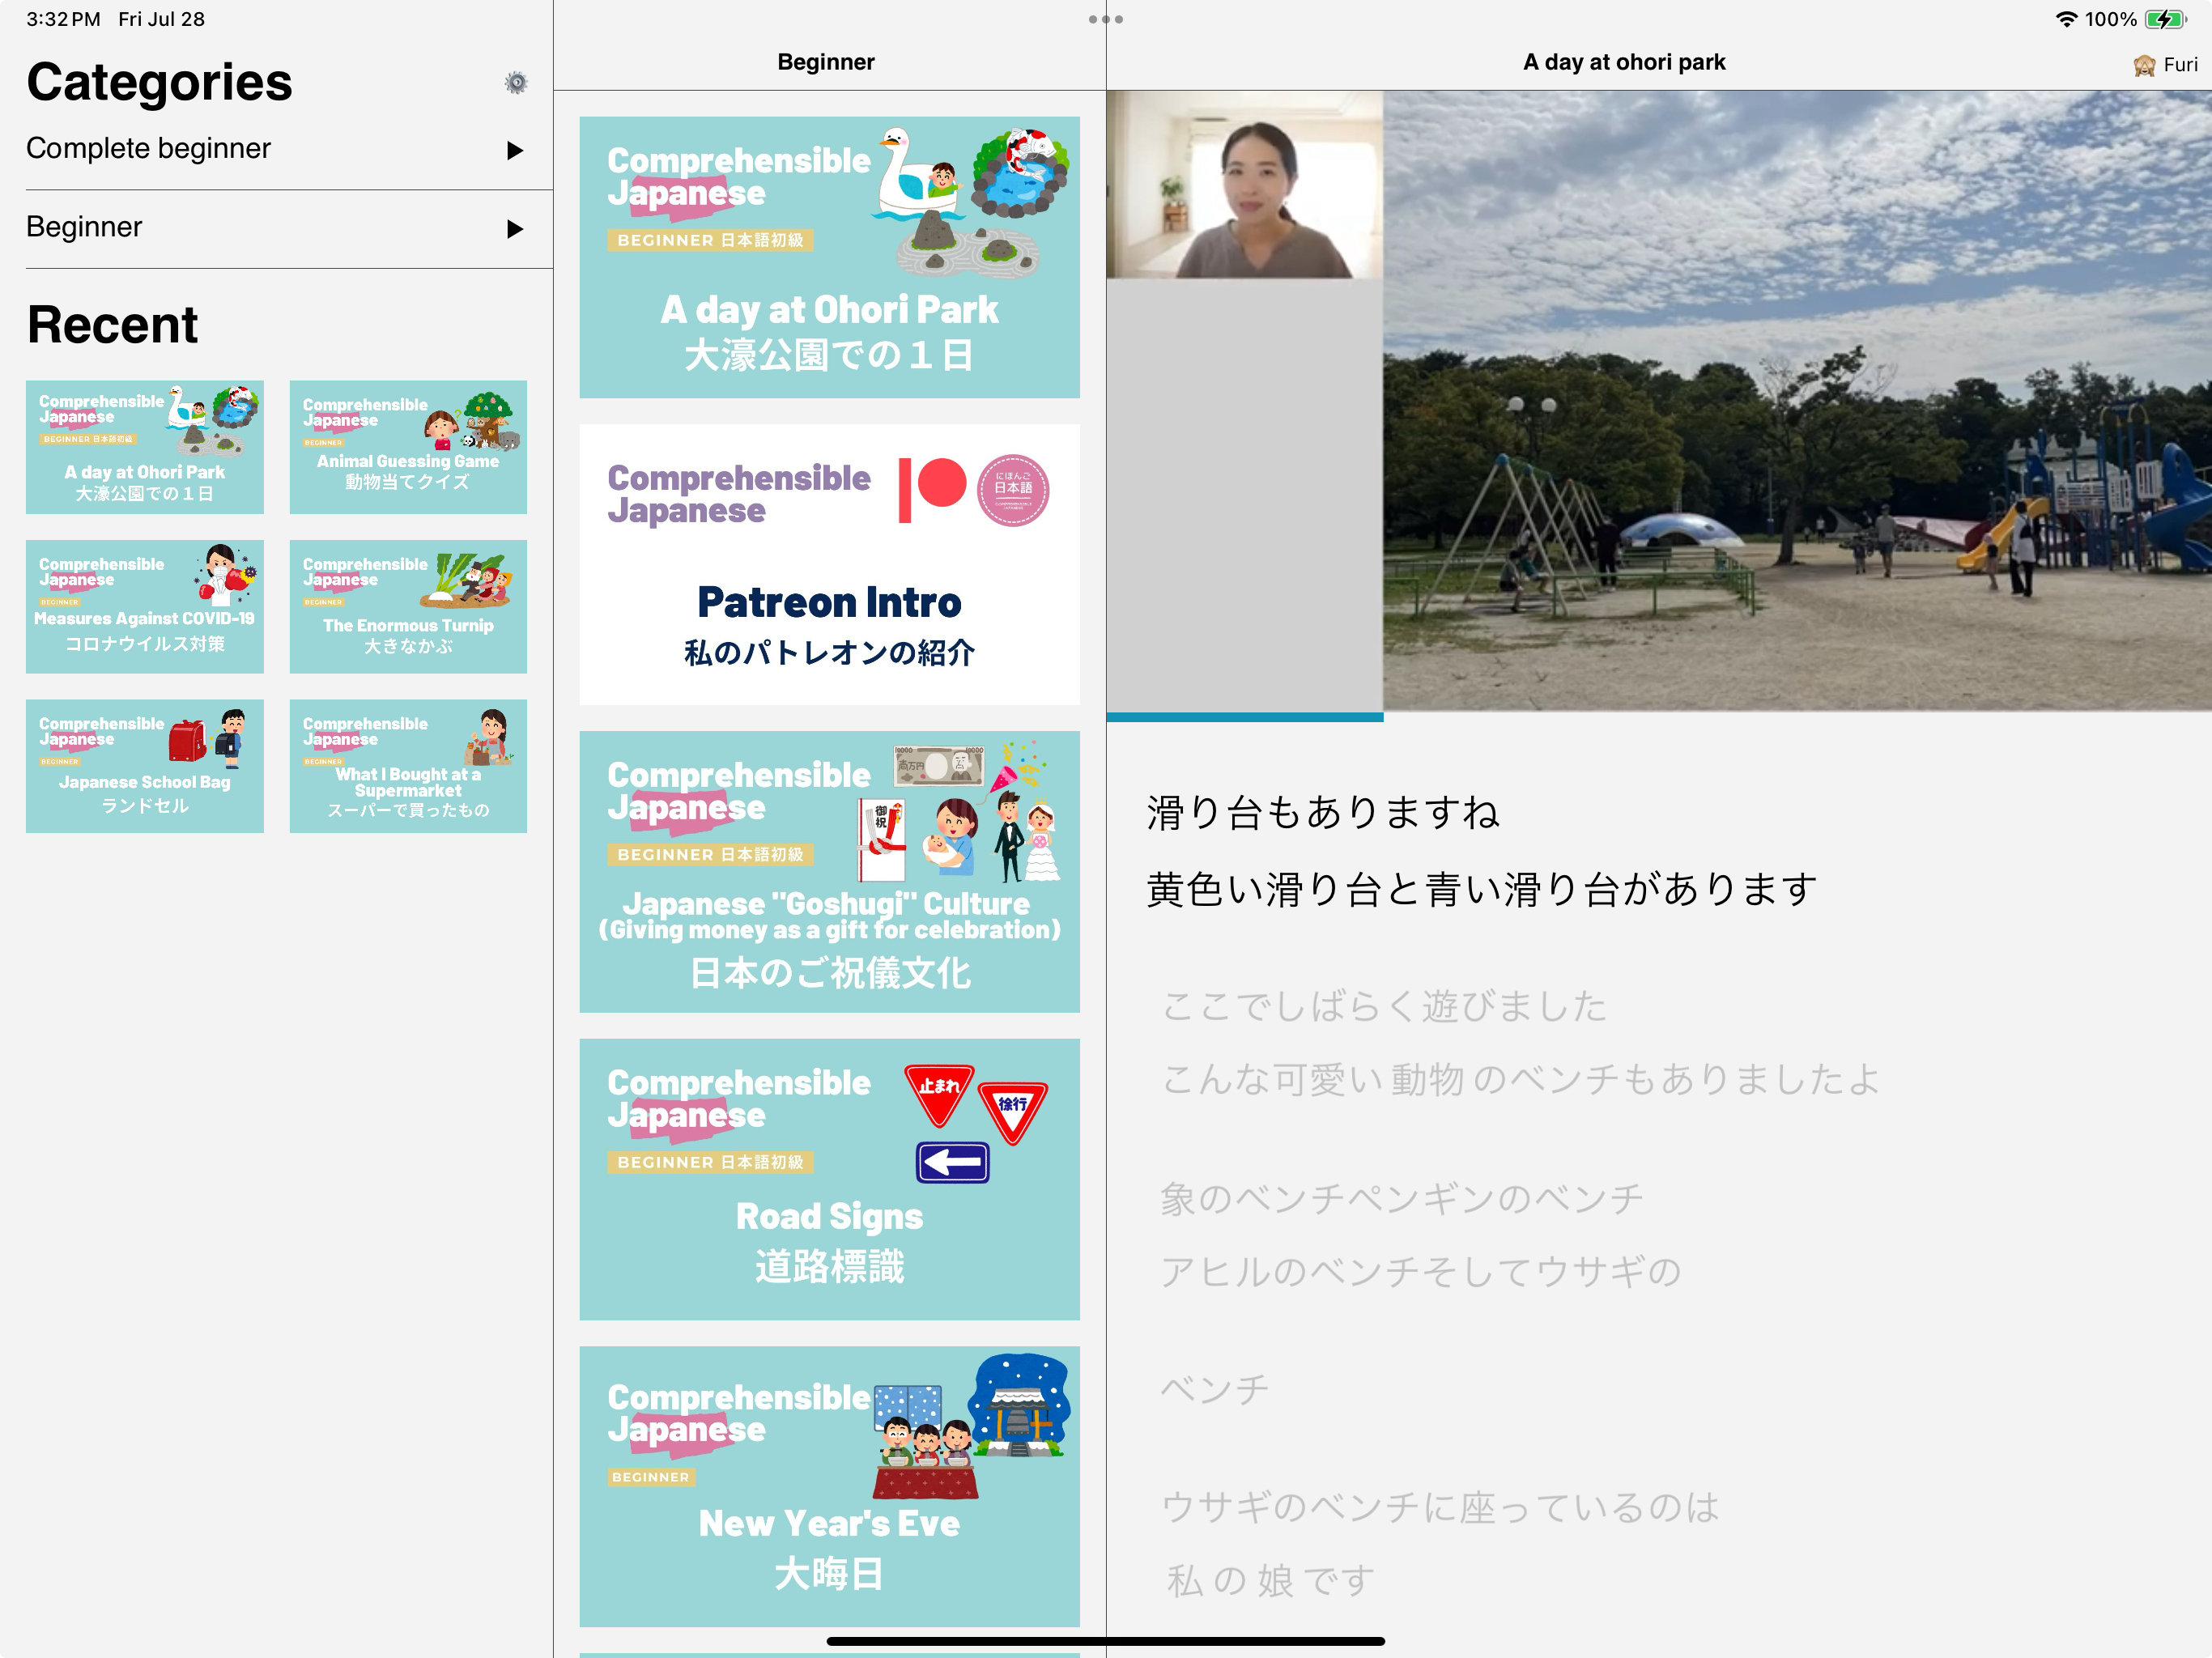 3:32 PM Fri Jul 28
100%
Categories
Complete beginner
Beginner
Recent
Comprehensible
Japanese
BEGINNER 日本語初級
A day at Ohori Park
大濠公園での１日
Comprehensible
Japanese
BEGINNER
Animal Guessing Game
動物当てクイズ
Comprehensible
Japanese
BEGINNER
Measures Against COVID-19
コロナウイルス対策
Comprehensible
Japanese
BEGINNER
The Enormous Turnip
大きなかぶ
Comprehensible
Japanese
BEGINNER
Japanese School Bag
ランドセル
Comprehensible
Japanese
BEGINNER
What I Bought at a
Supermarket
スーパーで買ったもの
Beginner
Comprehensible
Japanese
BEGINNER 日本語初級
A day at Ohori Park
大濠公園での１日
Comprehensible
Japanese
にほんご
日本語
Patreon Intro
私のパトレオンの紹介
Comprehensible
Japanese
BEGINNER 日本語初級
壱万円
御祝
Japanese "Goshugi" Culture
(Giving money as a gift for celebration)
日本のご祝儀文化
Comprehensible
Japanese
BEGINNER 日本語初級
止まれ
徐行
Road Signs
道路標識
Comprehensible
Japanese
BEGINNER
New Year's Eve
大晦日
A day at ohori park
Furi
滑り台もありますね
黄色い滑り台と青い滑り台があります
ここでしばらく遊びました
こんな可愛い動物のベンチもありましたよ
象のベンチペンギンのベンチ
アヒルのベンチそしてウサギの
ベンチ
ウサギのベンチに座っているのは
私の娘です